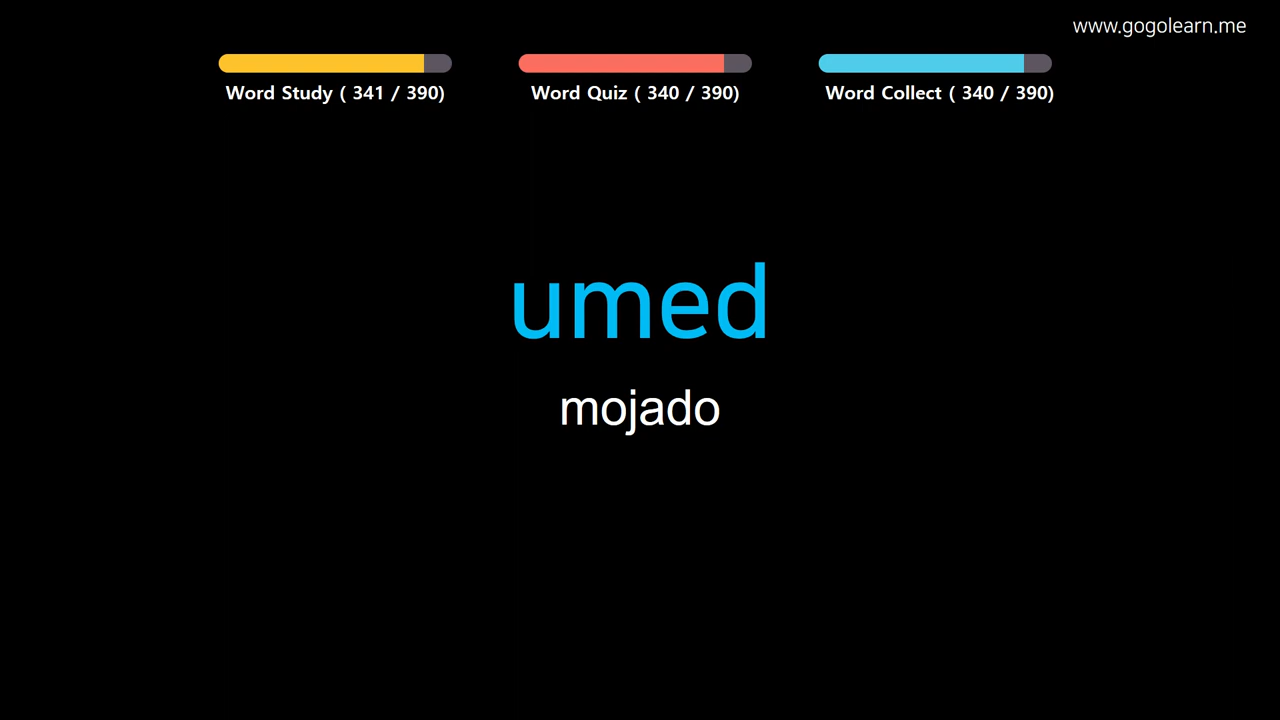 www.gogolearn.me
Word Study ( 341 / 390)
Word Quiz ( 340 / 390)
Word Collect ( 340 / 390)
umed
mojado